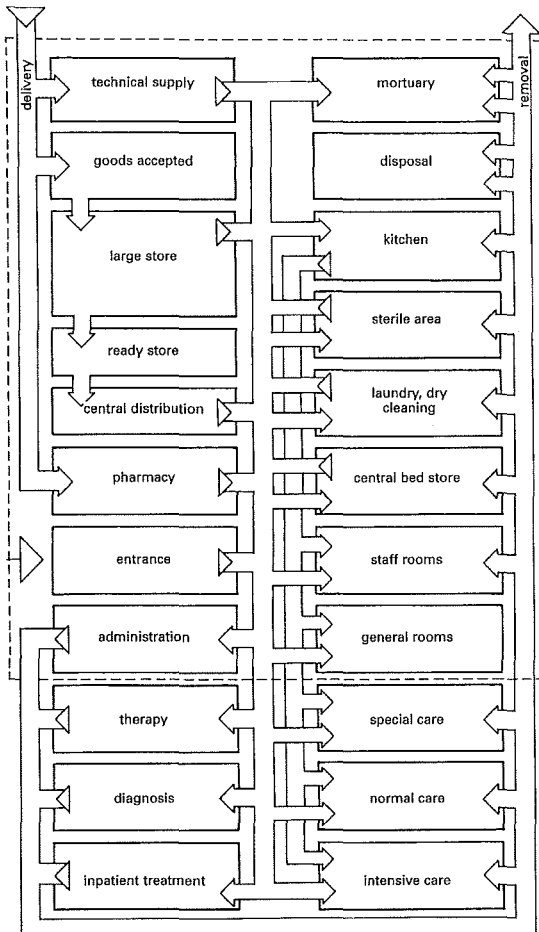 delivery
removal
technical supply
mortuary
goods accepted
disposal
large store
kitchen
sterile area
ready store
laundry, dry
cleaning
central distribution
pharmacy
central bed store
entrance
staff rooms
administration
general rooms
therapy
special care
diagnosis
normal care
inpatient treatment
intensive care